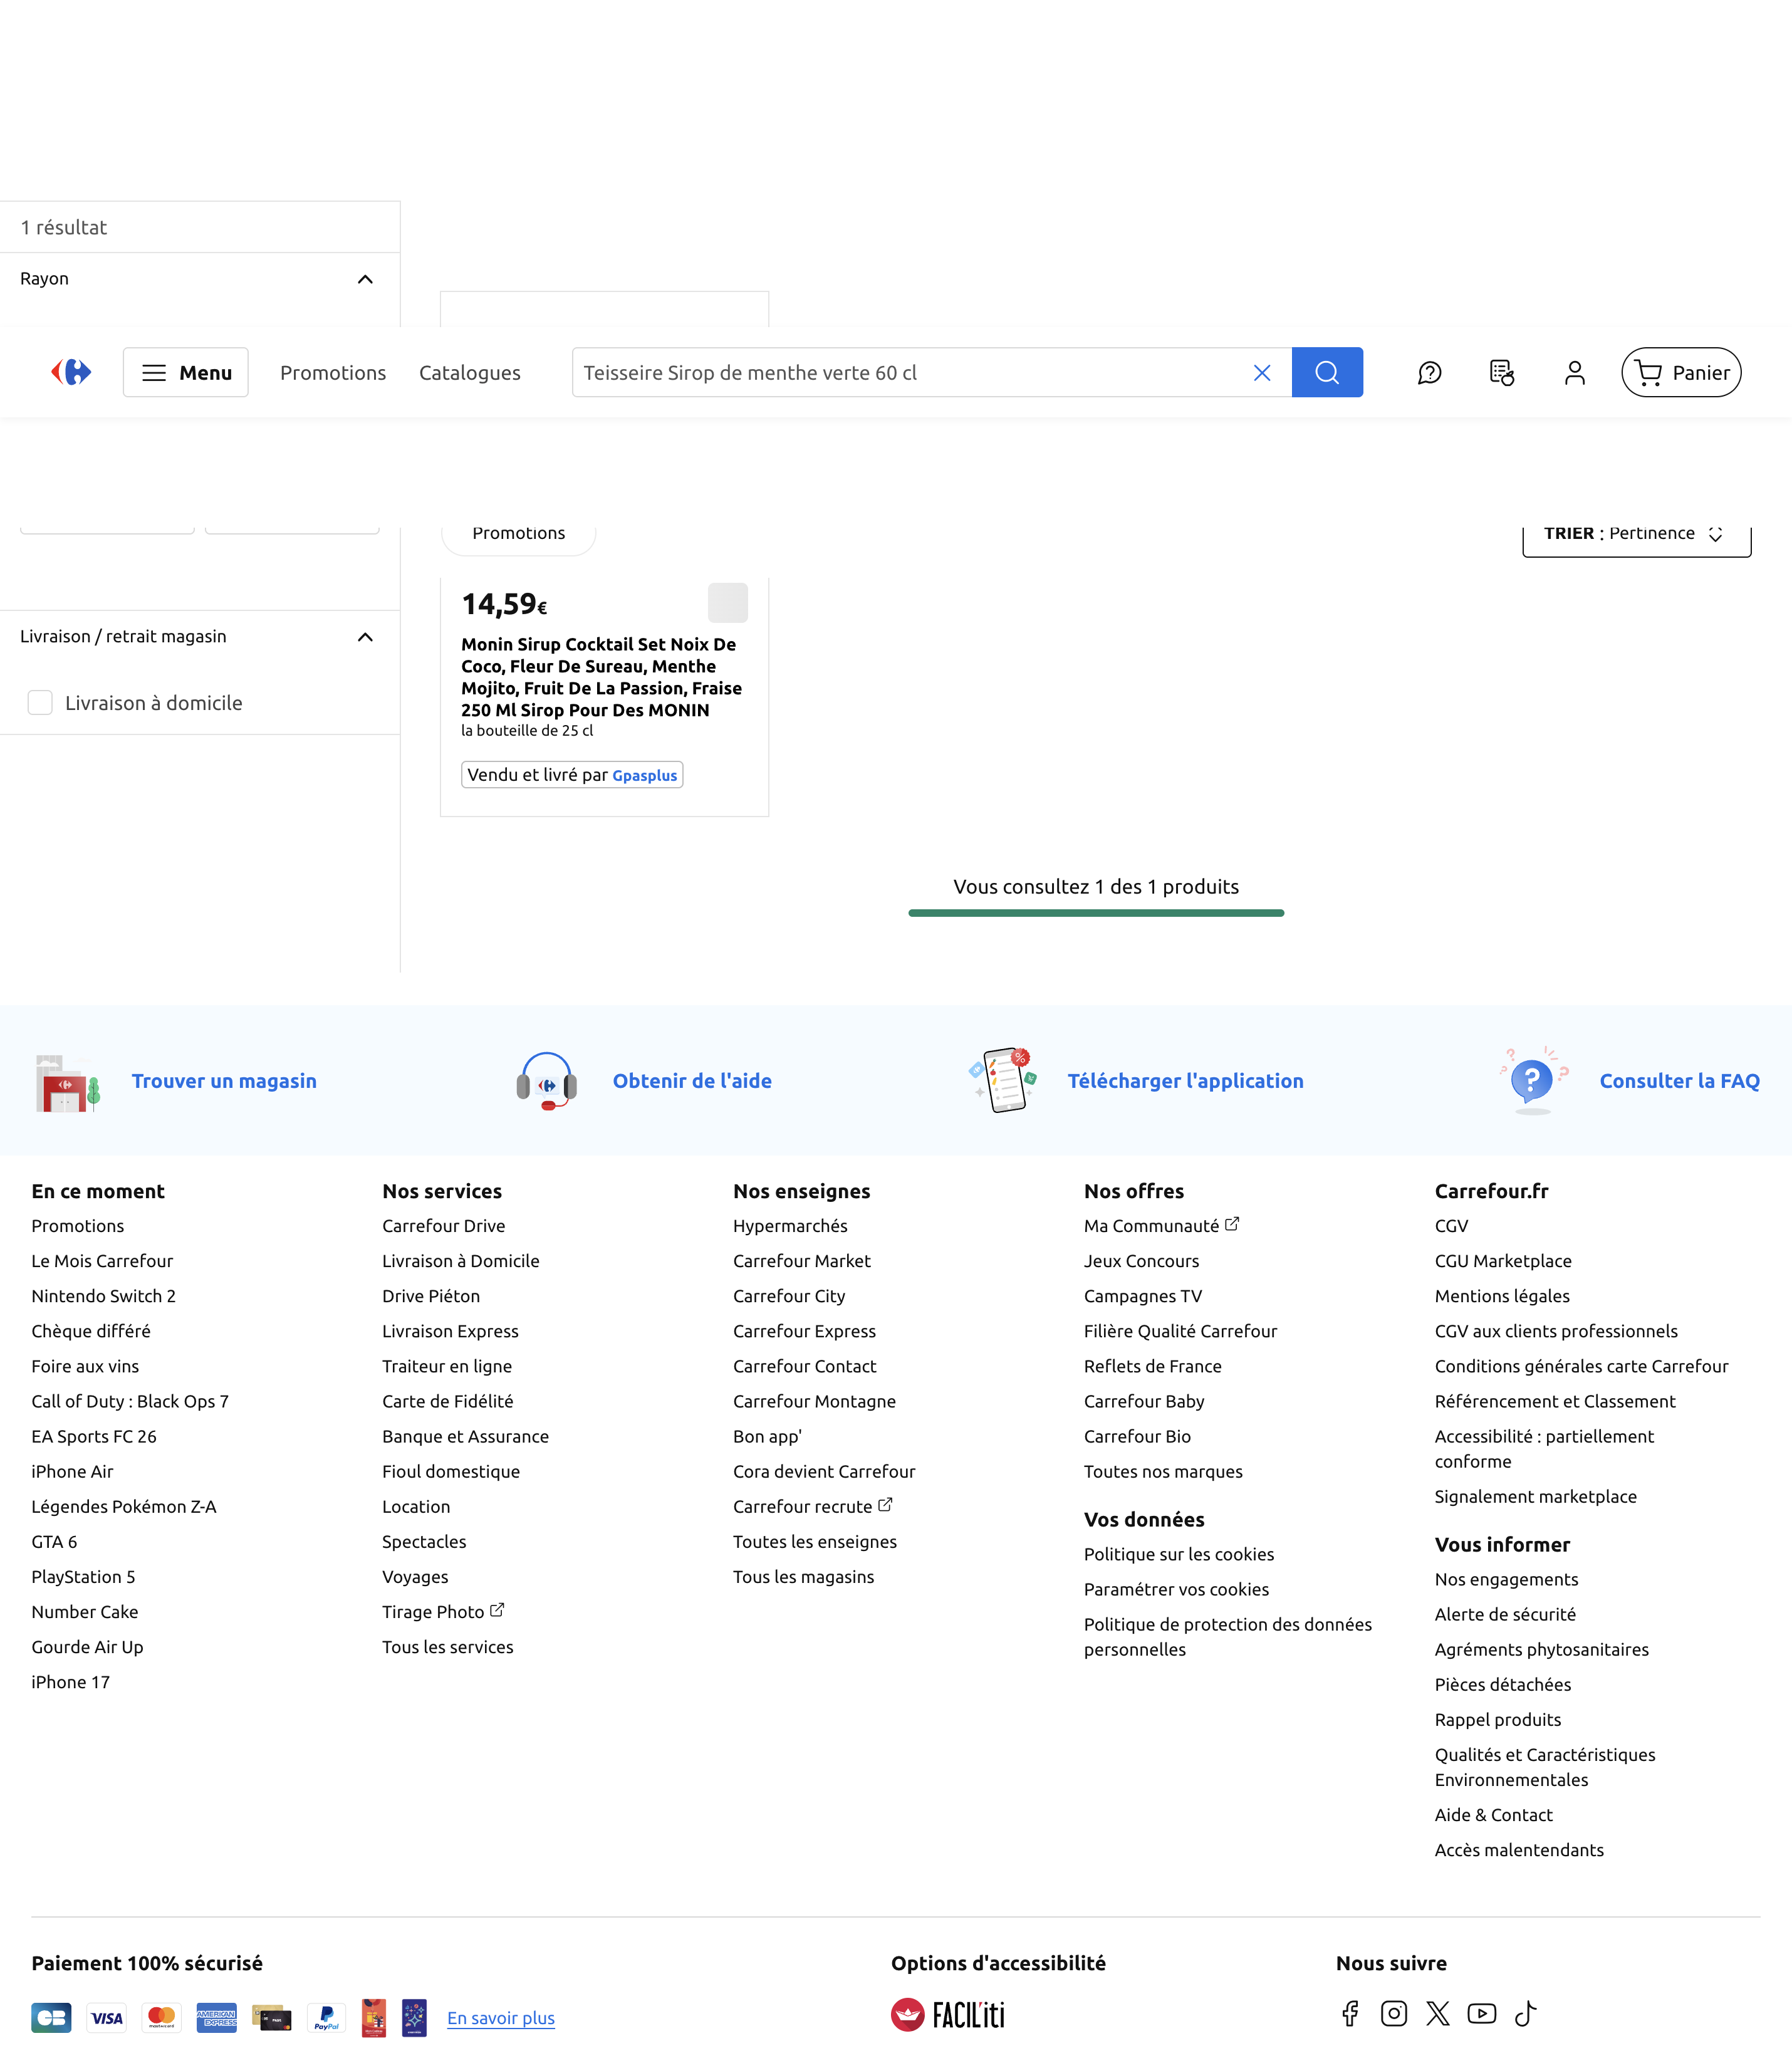 1 résultat
Rayon
Menu
Promotions
Catalogues
Teisseire Sirop de menthe verte 60 cl
Panier
Promotions
TRIER : Pertinence
14,59€
Livraison / retrait magasin
Livraison à domicile
Monin Sirup Cocktail Set Noix De
Coco, Fleur De Sureau, Menthe
Mojito, Fruit De La Passion, Fraise
250 Ml Sirop Pour Des MONIN
la bouteille de 25 cl
Vendu et livré par Gpasplus
Vous consultez 1 des 1 produits
Trouver un magasin
Obtenir de l'aide
Télécharger l'application
Consulter la FAQ
En ce moment
Promotions
Le Mois Carrefour
Nintendo Switch 2
Chèque différé
Foire aux vins
Call of Duty : Black Ops 7
EA Sports FC 26
iPhone Air
Légendes Pokémon Z-A
GTA 6
PlayStation 5
Number Cake
Gourde Air Up
iPhone 17
Nos services
Carrefour Drive
Livraison à Domicile
Drive Piéton
Livraison Express
Traiteur en ligne
Carte de Fidélité
Banque et Assurance
Fioul domestique
Location
Spectacles
Voyages
Tirage Photo
Tous les services
Nos enseignes
Hypermarchés
Carrefour Market
Carrefour City
Carrefour Express
Carrefour Contact
Carrefour Montagne
Bon app'
Cora devient Carrefour
Carrefour recrute
Toutes les enseignes
Tous les magasins
Nos offres
Ma Communauté
Jeux Concours
Campagnes TV
Filière Qualité Carrefour
Reflets de France
Carrefour Baby
Carrefour Bio
Toutes nos marques
Vos données
Politique sur les cookies
Paramétrer vos cookies
Politique de protection des données
personnelles
Carrefour.fr
CGV
CGU Marketplace
Mentions légales
CGV aux clients professionnels
Conditions générales carte Carrefour
Référencement et Classement
Accessibilité : partiellement
conforme
Signalement marketplace
Vous informer
Nos engagements
Alerte de sécurité
Agréments phytosanitaires
Pièces détachées
Rappel produits
Qualités et Caractéristiques
Environnementales
Aide & Contact
Accès malentendants
Paiement 100% sécurisé
CB
VISA
mastercard
AMERICAN
EXPRESS
PayPal
En savoir plus
Options d'accessibilité
FACIL'iti
Nous suivre